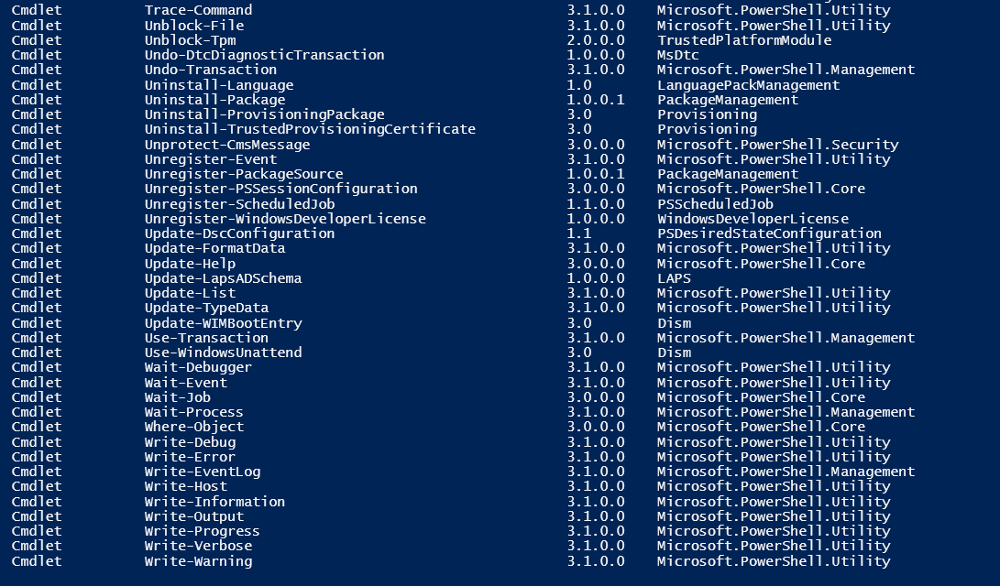 Cmdlet Trace-Command 3.1.0.0 Microsoft.PowerShell.Utility
Cmdlet Unblock-File 3.1.0.0 Microsoft.PowerShell.Utility
Cmdlet Unblock-Tpm 2.0.0.0 TrustedPlatformModule
Cmdlet Undo-DtcDiagnosticTransaction 1.0.0.0 MsDtc
Cmdlet Undo-Transaction 3.1.0.0 Microsoft.PowerShell.Management
Cmdlet Uninstall-Language 1.0 LanguagePackManagement
Cmdlet Uninstall-Package 1.0.0.1 PackageManagement
Cmdlet Uninstall-ProvisioningPackage 3.0 Provisioning
Cmdlet Uninstall-TrustedProvisioningCertificate 3.0 Provisioning
Cmdlet Unprotect-CmsMessage 3.0.0.0 Microsoft.PowerShell.Security
Cmdlet Unregister-Event 3.1.0.0 Microsoft.PowerShell.Utility
Cmdlet Unregister-PackageSource 1.0.0.1 PackageManagement
Cmdlet Unregister-PSSessionConfiguration 3.0.0.0 Microsoft.PowerShell.Core
Cmdlet Unregister-ScheduledJob 1.1.0.0 PSScheduledJob
Cmdlet Unregister-WindowsDeveloperLicense 1.0.0.0 WindowsDeveloperLicense
Cmdlet Update-DscConfiguration 1.1 PSDesiredStateConfiguration
Cmdlet Update-FormatData 3.1.0.0 Microsoft.PowerShell.Utility
Cmdlet Update-Help 3.0.0.0 Microsoft.PowerShell.Core
Cmdlet Update-LapsADSchema 1.0.0.0 LAPS
Cmdlet Update-List 3.1.0.0 Microsoft.PowerShell.Utility
Cmdlet Update-TypeData 3.1.0.0 Microsoft.PowerShell.Utility
Cmdlet Update-WIMBootEntry 3.0 Dism
Cmdlet Use-Transaction 3.1.0.0 Microsoft.PowerShell.Management
Cmdlet Use-WindowsUnattend 3.0 Dism
Cmdlet Wait-Debugger 3.1.0.0 Microsoft.PowerShell.Utility
Cmdlet Wait-Event 3.1.0.0 Microsoft.PowerShell.Utility
Cmdlet Wait-Job 3.0.0.0 Microsoft.PowerShell.Core
Cmdlet Wait-Process 3.1.0.0 Microsoft.PowerShell.Management
Cmdlet Where-Object 3.0.0.0 Microsoft.PowerShell.Core
Cmdlet Write-Debug 3.1.0.0 Microsoft.PowerShell.Utility
Cmdlet Write-Error 3.1.0.0 Microsoft.PowerShell.Utility
Cmdlet Write-EventLog 3.1.0.0 Microsoft.PowerShell.Management
Cmdlet Write-Host 3.1.0.0 Microsoft.PowerShell.Utility
Cmdlet Write-Information 3.1.0.0 Microsoft.PowerShell.Utility
Cmdlet Write-Output 3.1.0.0 Microsoft.PowerShell.Utility
Cmdlet Write-Progress 3.1.0.0 Microsoft.PowerShell.Utility
Cmdlet Write-Verbose 3.1.0.0 Microsoft.PowerShell.Utility
Cmdlet Write-Warning 3.1.0.0 Microsoft.PowerShell.Utility